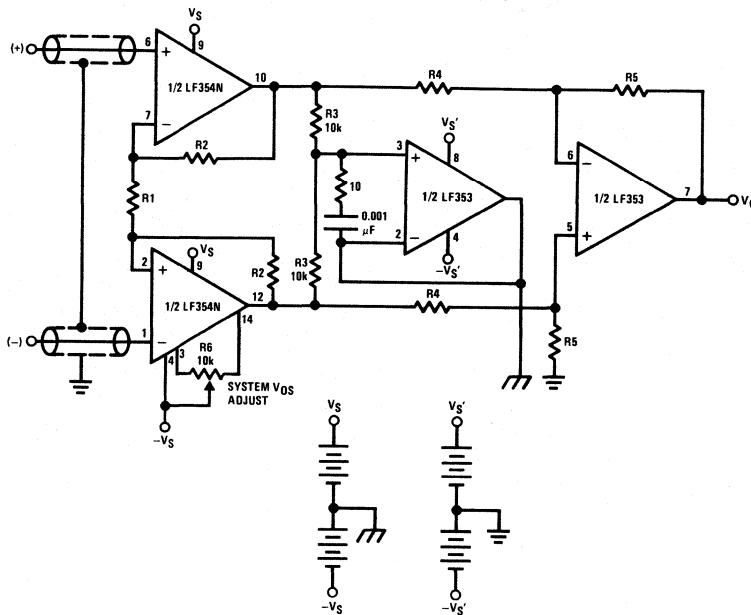 VS
(+)
6
9
+
1/2 LF354N
10
7
−
R2
R1
R3
10k
R4
R5
VS'
3
8
+
10
1/2 LF353
0.001
µF
2
−
4
−VS'
6
−
1/2 LF353
7
5
+
VS
9
2
+
R2
R3
10k
1/2 LF354N
12
14
R4
R5
(−)
1
−
4
3
R6
10k
SYSTEM VOS
ADJUST
−VS
VS
VS'
−VS
−VS'